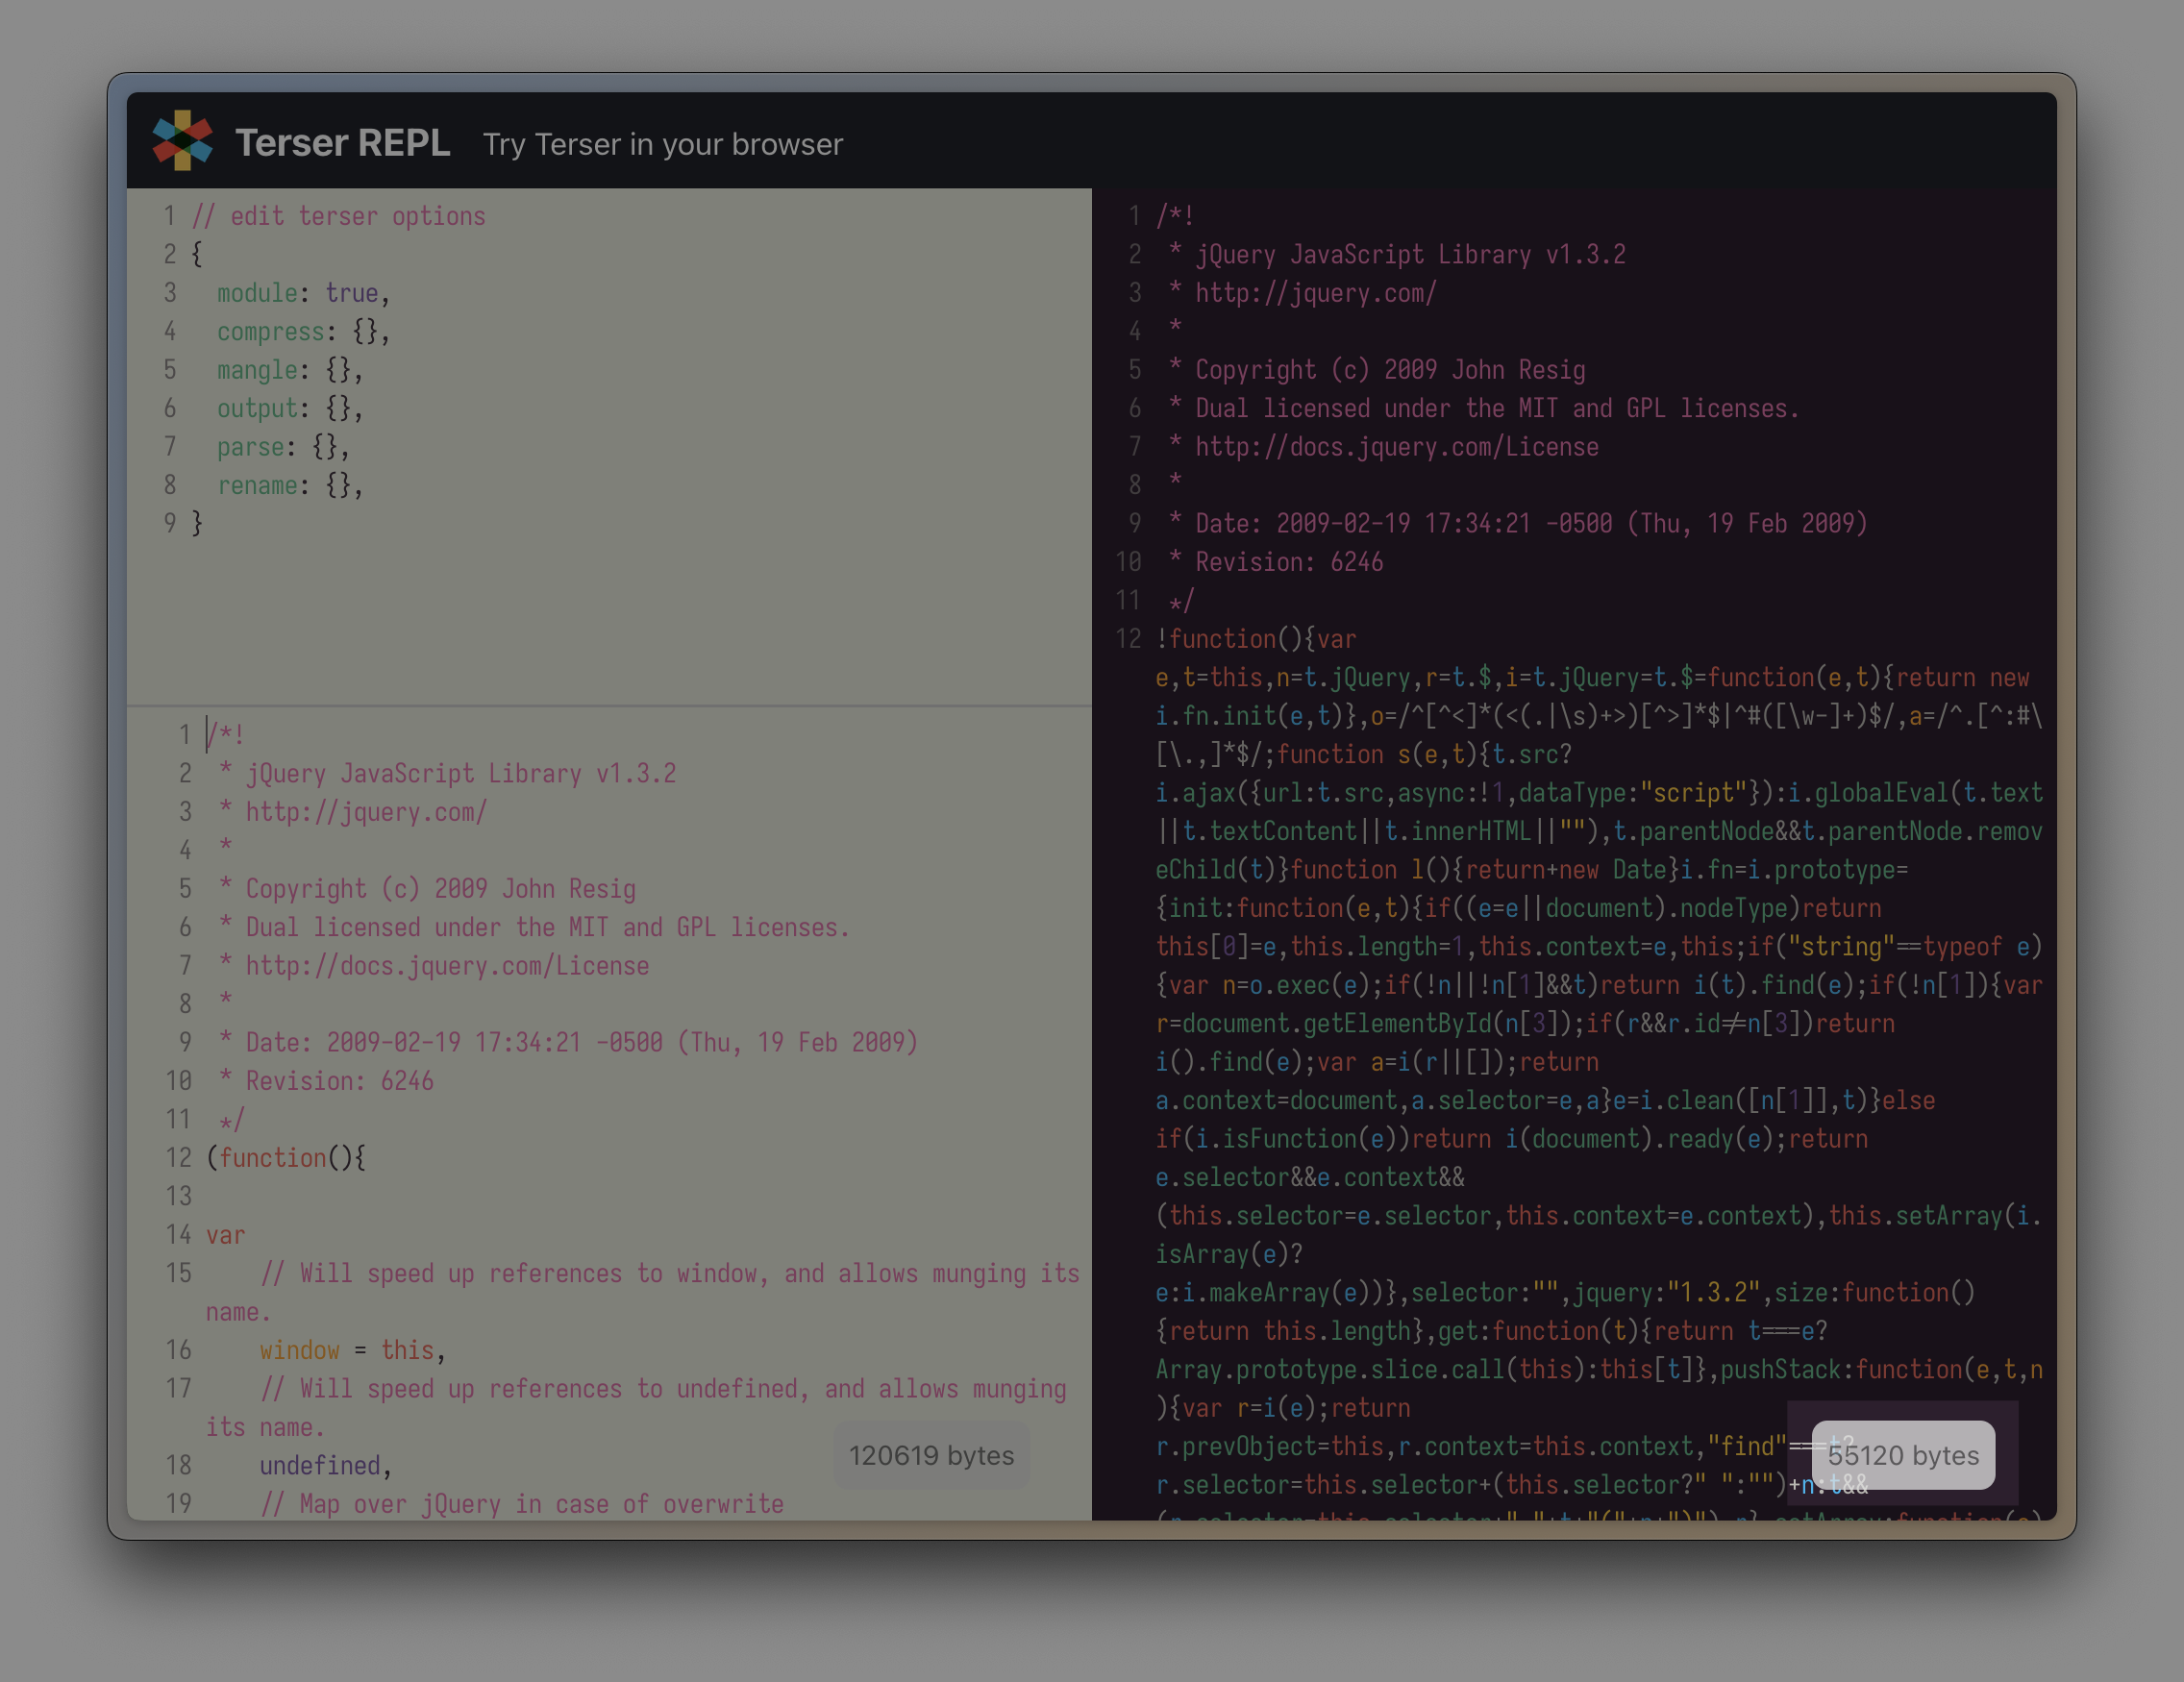 Terser REPL Try Terser in your browser
1 // edit terser options
2 {
3 module: true,
4 compress: {},
5 mangle: {},
6 output: {},
7 parse: {},
8 rename: {},
9 }
1 /*!
2 * jQuery JavaScript Library v1.3.2
3 * http://jquery.com/
4 *
5 * Copyright (c) 2009 John Resig
6 * Dual licensed under the MIT and GPL licenses.
7 * http://docs.jquery.com/License
8 *
9 * Date: 2009-02-19 17:34:21 -0500 (Thu, 19 Feb 2009)
10 * Revision: 6246
11 */
12 (function(){
13
14 var
15 // Will speed up references to window, and allows munging its
name.
16 window = this,
17 // Will speed up references to undefined, and allows munging
its name.
18 undefined,
19 // Map over jQuery in case of overwrite
120619 bytes
1 /*!
2 * jQuery JavaScript Library v1.3.2
3 * http://jquery.com/
4 *
5 * Copyright (c) 2009 John Resig
6 * Dual licensed under the MIT and GPL licenses.
7 * http://docs.jquery.com/License
8 *
9 * Date: 2009-02-19 17:34:21 -0500 (Thu, 19 Feb 2009)
10 * Revision: 6246
11 */
12 !function(){var
e,t=this,n=t.jQuery,r=t.$,i=t.jQuery=t.$=function(e,t){return new
i.fn.init(e,t)},o=/^[^<]*(<(.|\s)+>)[^>]*$|^#([\w-]+)$/,a=/^.[^:#\
[\.,]*$/;function s(e,t){t.src?
i.ajax({url:t.src,async:!1,dataType:"script"}):i.globalEval(t.text
||t.textContent||t.innerHTML||""),t.parentNode&&t.parentNode.remov
eChild(t)}function l(){return+new Date}i.fn=i.prototype=
{init:function(e,t){if((e=e||document).nodeType)return
this[0]=e,this.length=1,this.context=e,this;if("string"==typeof e)
{var n=o.exec(e);if(!n||!n[1]&&t)return i(t).find(e);if(!n[1]){var
r=document.getElementById(n[3]);if(r&&r.id!=n[3])return
i().find(e);var a=i(r||[]);return
a.context=document,a.selector=e,a}e=i.clean([n[1]],t)}else
if(i.isFunction(e))return i(document).ready(e);return
e.selector&&e.context&&
(this.selector=e.selector,this.context=e.context),this.setArray(i.
isArray(e)?
e:i.makeArray(e))},selector:"",jquery:"1.3.2",size:function()
{return this.length},get:function(t){return t===e?
Array.prototype.slice.call(this):this[t]},pushStack:function(e,t,n
){var r=i(e);return
r.prevObject=this,r.context=this.context,"find"===t?
r.selector=this.selector+(this.selector?" ":"")+n:t&&
(r.selector=this.selector+"."+t+"("+n+")"),r},setArray:function(e)
55120 bytes